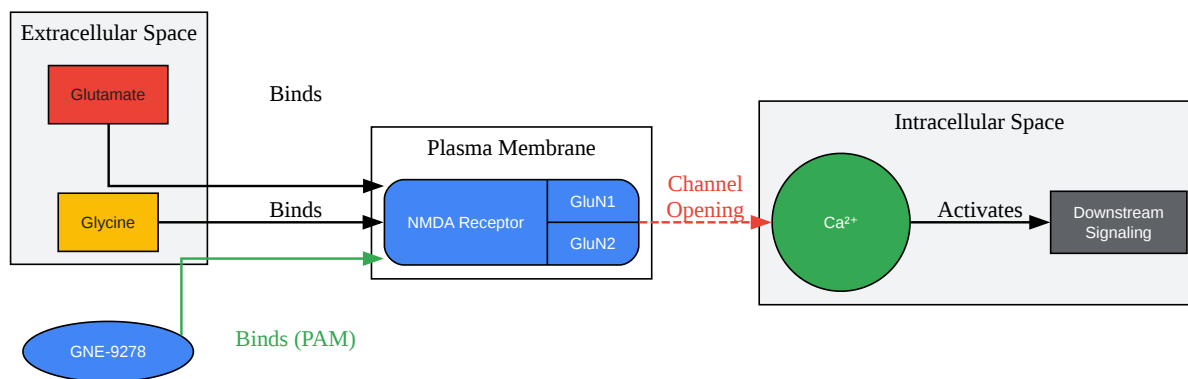 Extracellular Space
Glutamate
Binds
Glycine
Binds
GNE-9278
Binds (PAM)
Plasma Membrane
NMDA Receptor
GluN1
GluN2
Channel
Opening
Intracellular Space
Ca²⁺
Activates
Downstream
Signaling